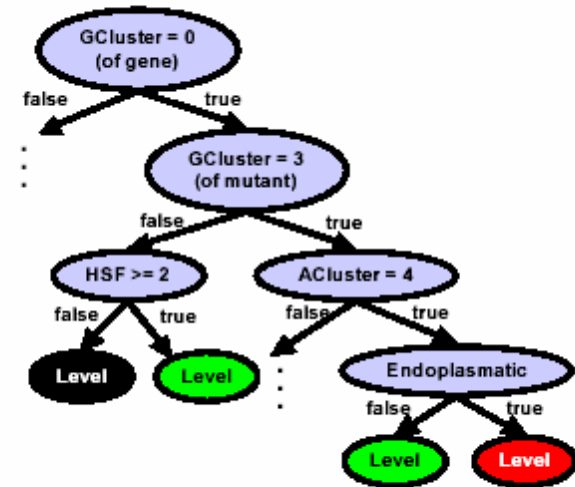 GCluster = 0
(of gene)
false
true
GCluster = 3
(of mutant)
false
true
HSF >= 2
ACluster = 4
false
true
false
true
Level
Level
Endoplasmatic
false
true
Level
Level